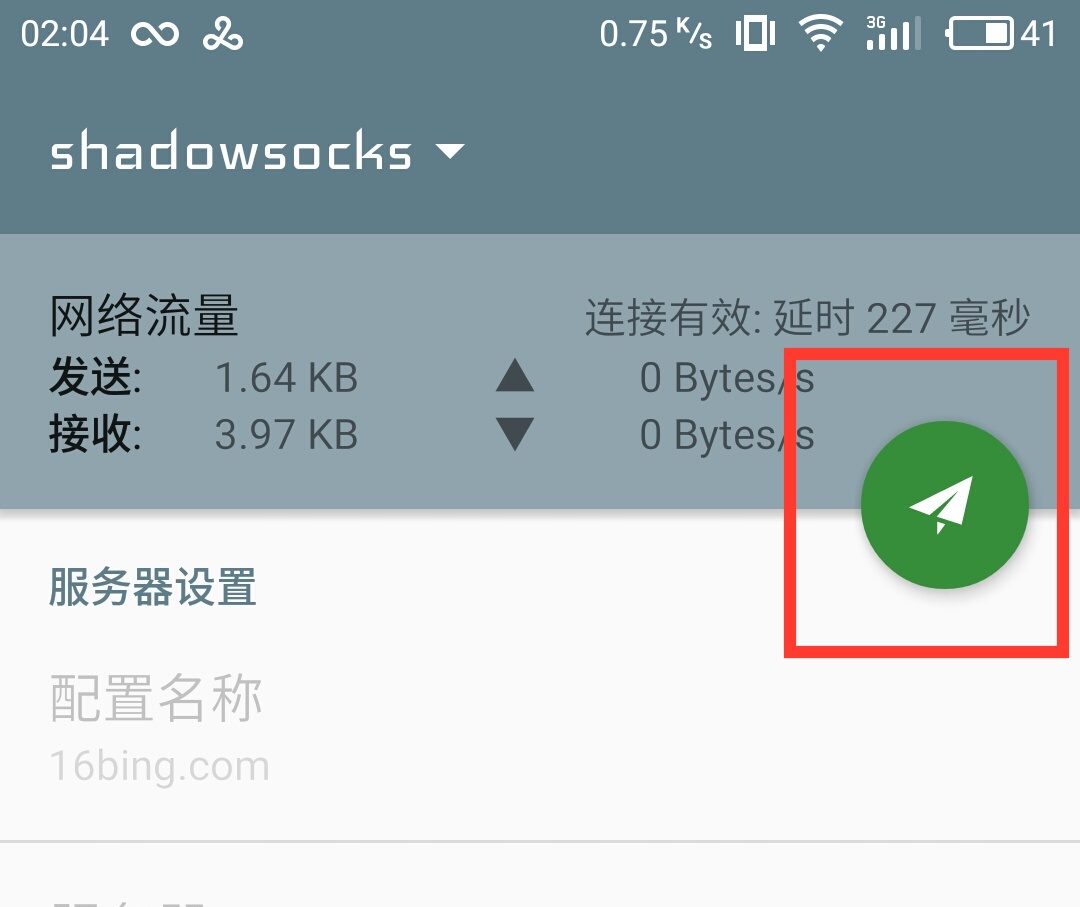 02:04 0.75 K/s 3G 41
shadowsocks
网络流量 连接有效: 延时 227 毫秒
发送: 1.64 KB ▲ 0 Bytes/s
接收: 3.97 KB ▼ 0 Bytes/s
服务器设置
配置名称
16bing.com